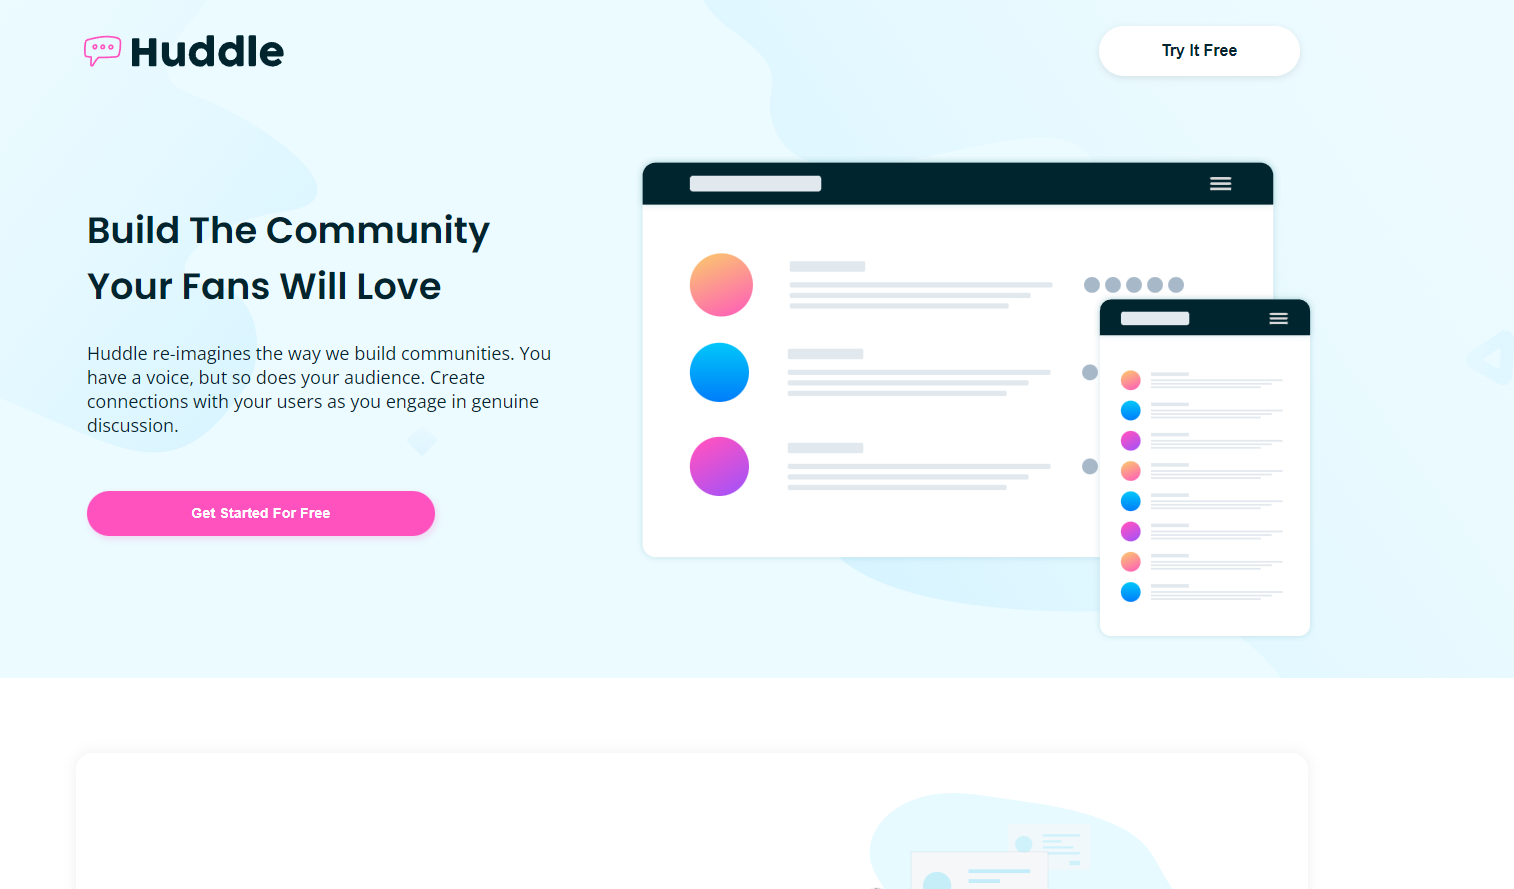 Huddle
Try It Free
Build The Community
Your Fans Will Love
Huddle re-imagines the way we build communities. You
have a voice, but so does your audience. Create
connections with your users as you engage in genuine
discussion.
Get Started For Free